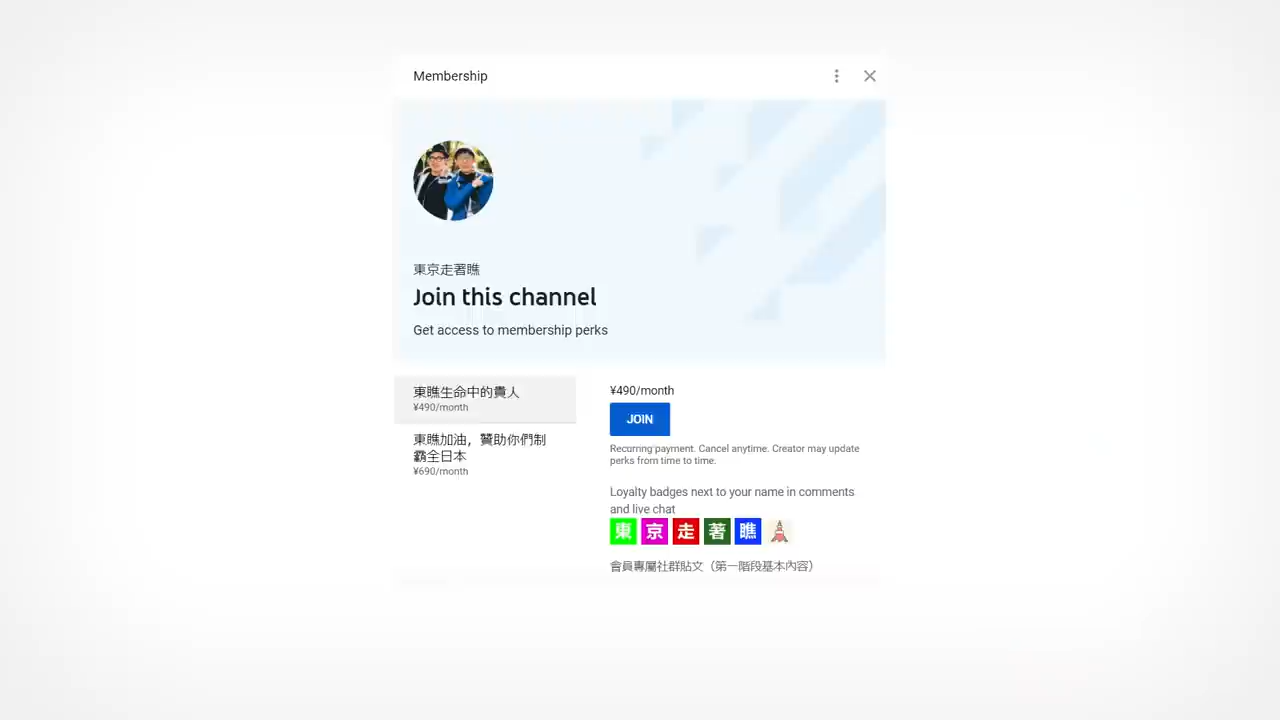 Membership
東京走著瞧
Join this channel
Get access to membership perks
東瞧生命中的貴人
¥490/month
東瞧加油，贊助你們制
霸全日本
¥690/month
¥490/month
JOIN
Recurring payment. Cancel anytime. Creator may update
perks from time to time.
Loyalty badges next to your name in comments
and live chat
東 京 走 著 瞧
會員專屬社群貼文（第一階段基本內容）